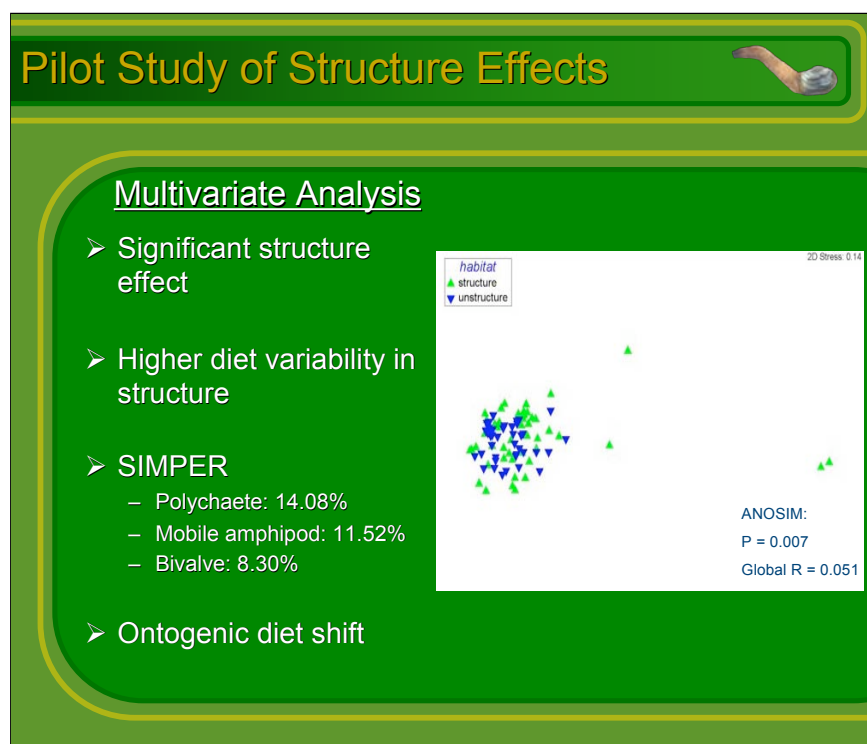 Pilot Study of Structure Effects
Multivariate Analysis
➢ Significant structure
effect
➢ Higher diet variability in
structure
➢ SIMPER
– Polychaete: 14.08%
– Mobile amphipod: 11.52%
– Bivalve: 8.30%
➢ Ontogenic diet shift
habitat
structure
unstructure
2D Stress: 0.14
ANOSIM:
P = 0.007
Global R = 0.051